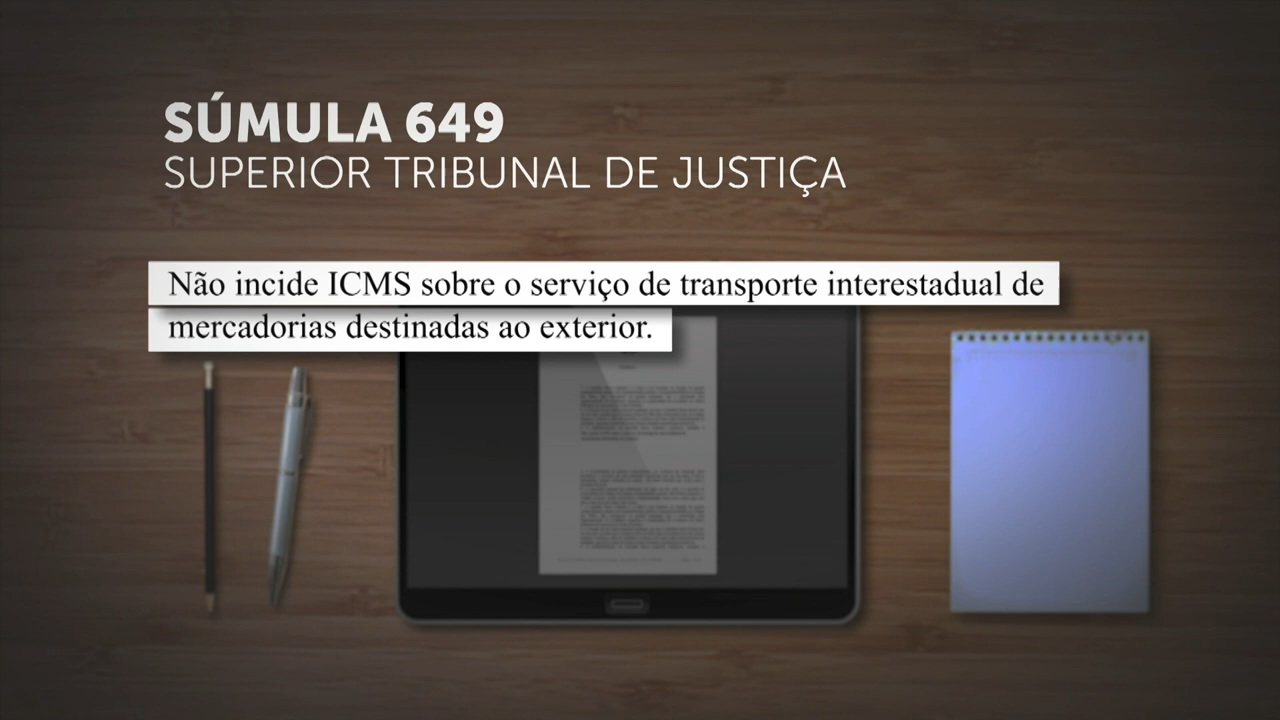 SÚMULA 649
SUPERIOR TRIBUNAL DE JUSTIÇA
Não incide ICMS sobre o serviço de transporte interestadual de
mercadorias destinadas ao exterior.